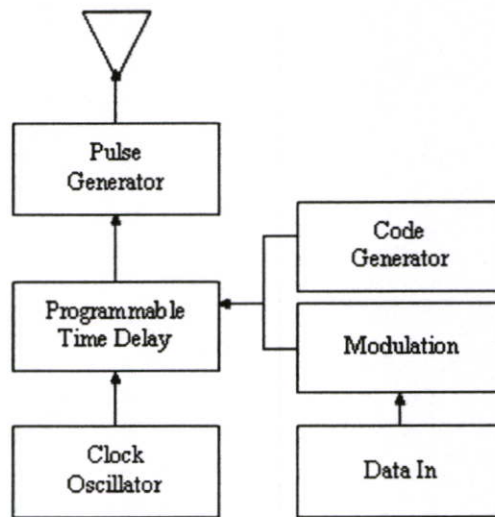 Pulse
Generator
Code
Generator
Programmable
Time Delay
Modulation
Clock
Oscillator
Data In